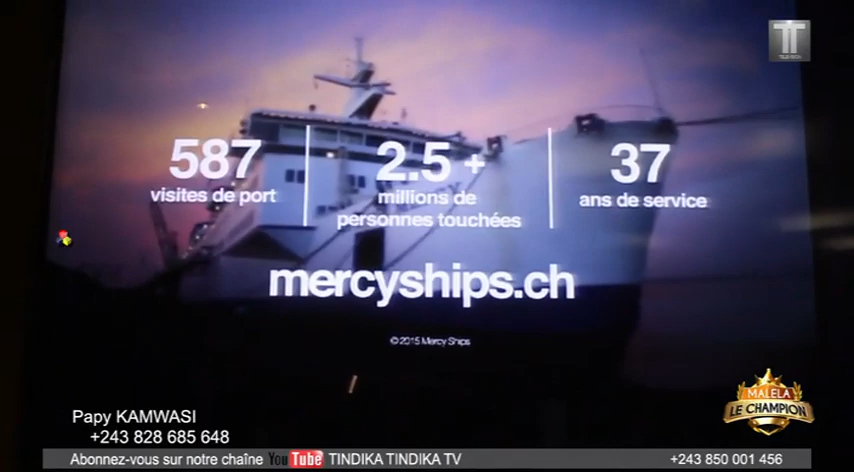 TT
TELEVISION
587
visites de port
2.5 +
millions de
personnes touchées
37
ans de service
mercyships.ch
© 2015 Mercy Ships
MALELA
LE CHAMPION
Papy KAMWASI
+243 828 685 648
Abonnez-vous sur notre chaîne YouTube TINDIKA TINDIKA TV
+243 850 001 456